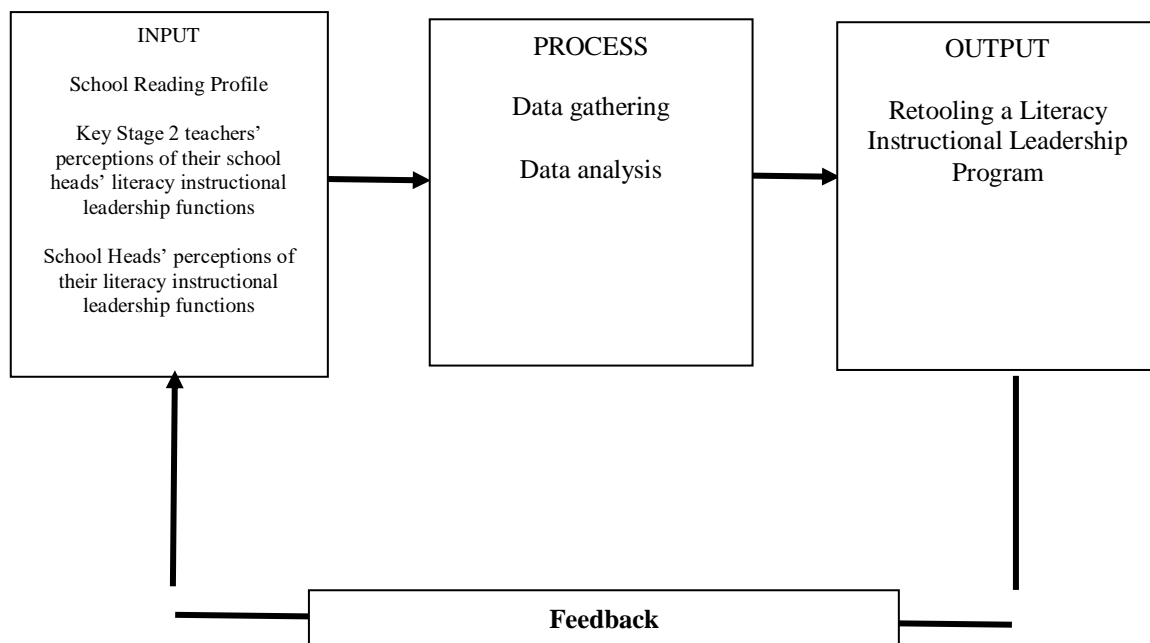 INPUT
School Reading Profile
Key Stage 2 teachers’
perceptions of their school
heads’ literacy instructional
leadership functions
School Heads’ perceptions of
their literacy instructional
leadership functions
PROCESS
Data gathering
Data analysis
OUTPUT
Retooling a Literacy
Instructional Leadership
Program
Feedback